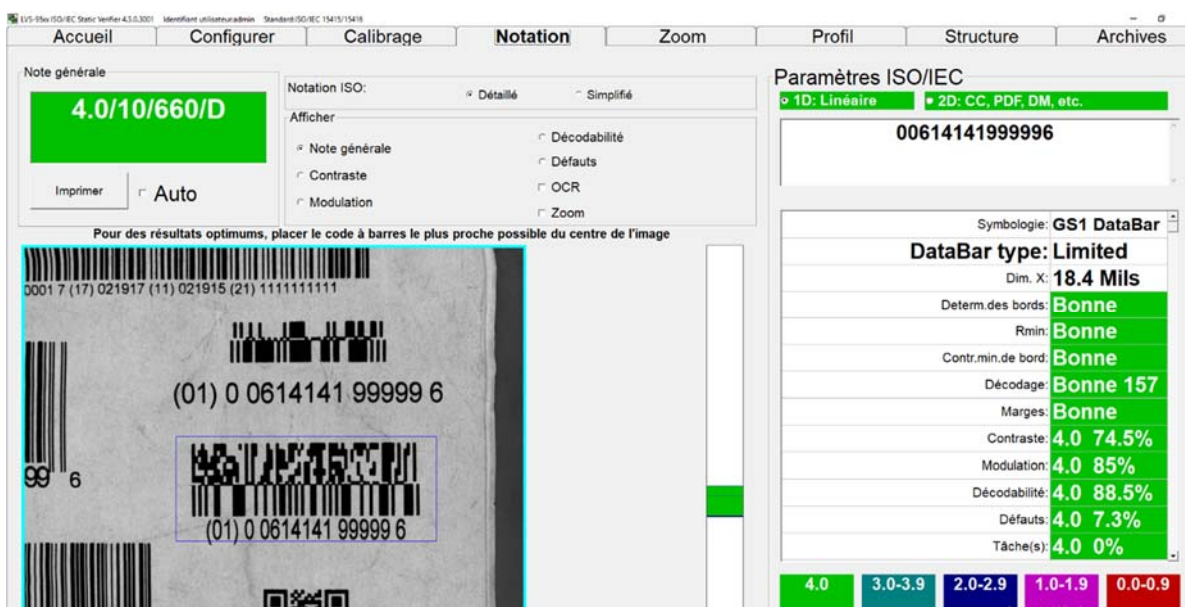 LVS-95xx ISO/IEC Static Verifier 4.3.0.3001 Identifiant utilisateur:admin Standard:ISO/IEC 15415/15416
Accueil Configurer Calibrage Notation Zoom Profil Structure Archives
Note générale
4.0/10/660/D
Imprimer Auto
Notation ISO: Détaillé Simplifié
Afficher
Note générale
Contraste
Modulation
Décodabilité
Défauts
OCR
Zoom
Pour des résultats optimums, placer le code à barres le plus proche possible du centre de l'image
0001 7 (17) 021917 (11) 021915 (21) 1111111111
(01) 0 0614141 99999 6
99 6
(01) 0 0614141 99999 6
Paramètres ISO/IEC
1D: Linéaire 2D: CC, PDF, DM, etc.
00614141999996
Symbologie: GS1 DataBar
DataBar type: Limited
Dim. X: 18.4 Mils
Determ.des bords: Bonne
Rmin: Bonne
Contr.min.de bord: Bonne
Décodage: Bonne 157
Marges: Bonne
Contraste: 4.0 74.5%
Modulation: 4.0 85%
Décodabilité: 4.0 88.5%
Défauts: 4.0 7.3%
Tâche(s): 4.0 0%
4.0 3.0-3.9 2.0-2.9 1.0-1.9 0.0-0.9